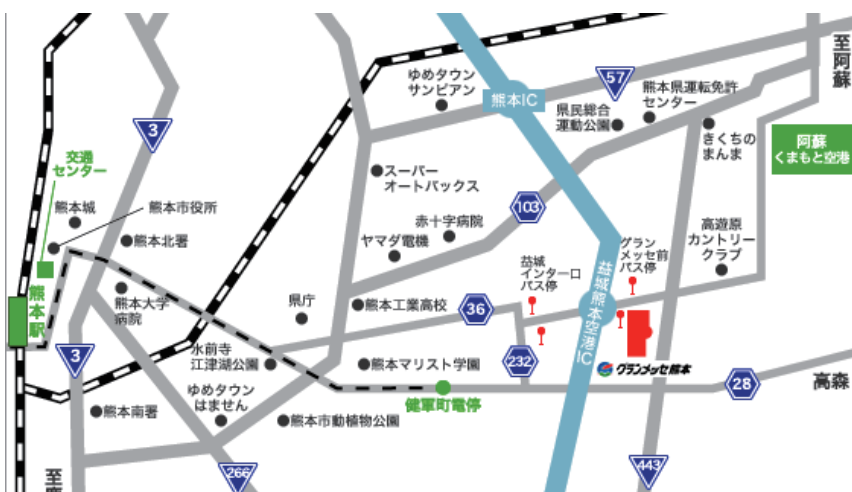 至阿蘇
ゆめタウン
サンピアン
熊本IC
57
熊本県運転免許
センター
県民総合
運動公園
きくちの
まんま
阿蘇
くまもと空港
3
交通
センター
スーパー
オートバックス
熊本城
熊本市役所
103
赤十字病院
熊本北署
ヤマダ電機
高遊原
カントリー
クラブ
グラン
メッセ前
バス停
益城
インター口
バス停
熊本駅
熊本大学
病院
県庁
熊本工業高校
36
益城熊本空港IC
水前寺
江津湖公園
3
熊本マリスト学園
232
グランメッセ熊本
28
高森
ゆめタウン
はません
健軍町電停
熊本南署
熊本市動植物公園
266
443